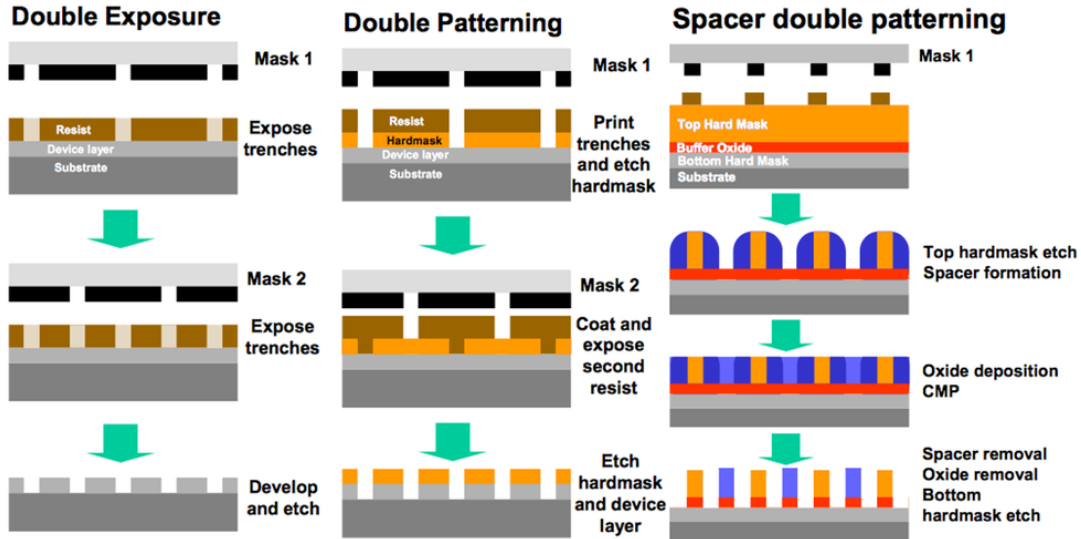 Double Exposure
Mask 1
Resist
Device layer
Substrate
Expose
trenches
Mask 2
Expose
trenches
Develop
and etch
Double Patterning
Mask 1
Resist
Hardmask
Device layer
Substrate
Print
trenches
and etch
hardmask
Mask 2
Coat and
expose
second
resist
Etch
hardmask
and device
layer
Spacer double patterning
Mask 1
Top Hard Mask
Buffer Oxide
Bottom Hard Mask
Substrate
Top hardmask etch
Spacer formation
Oxide deposition
CMP
Spacer removal
Oxide removal
Bottom
hardmask etch